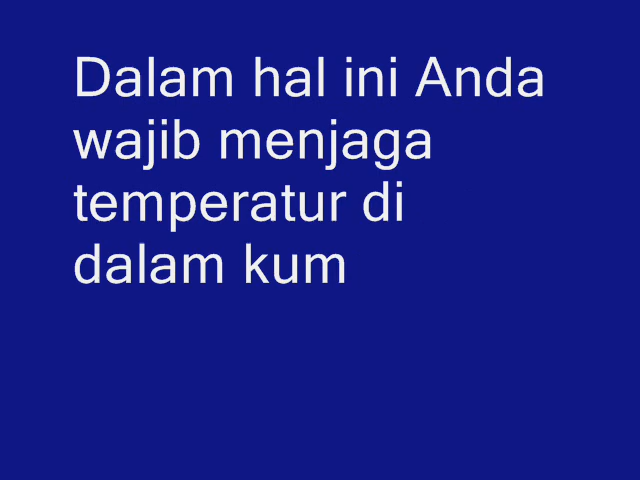 Dalam hal ini Anda
wajib menjaga
temperatur di
dalam kum